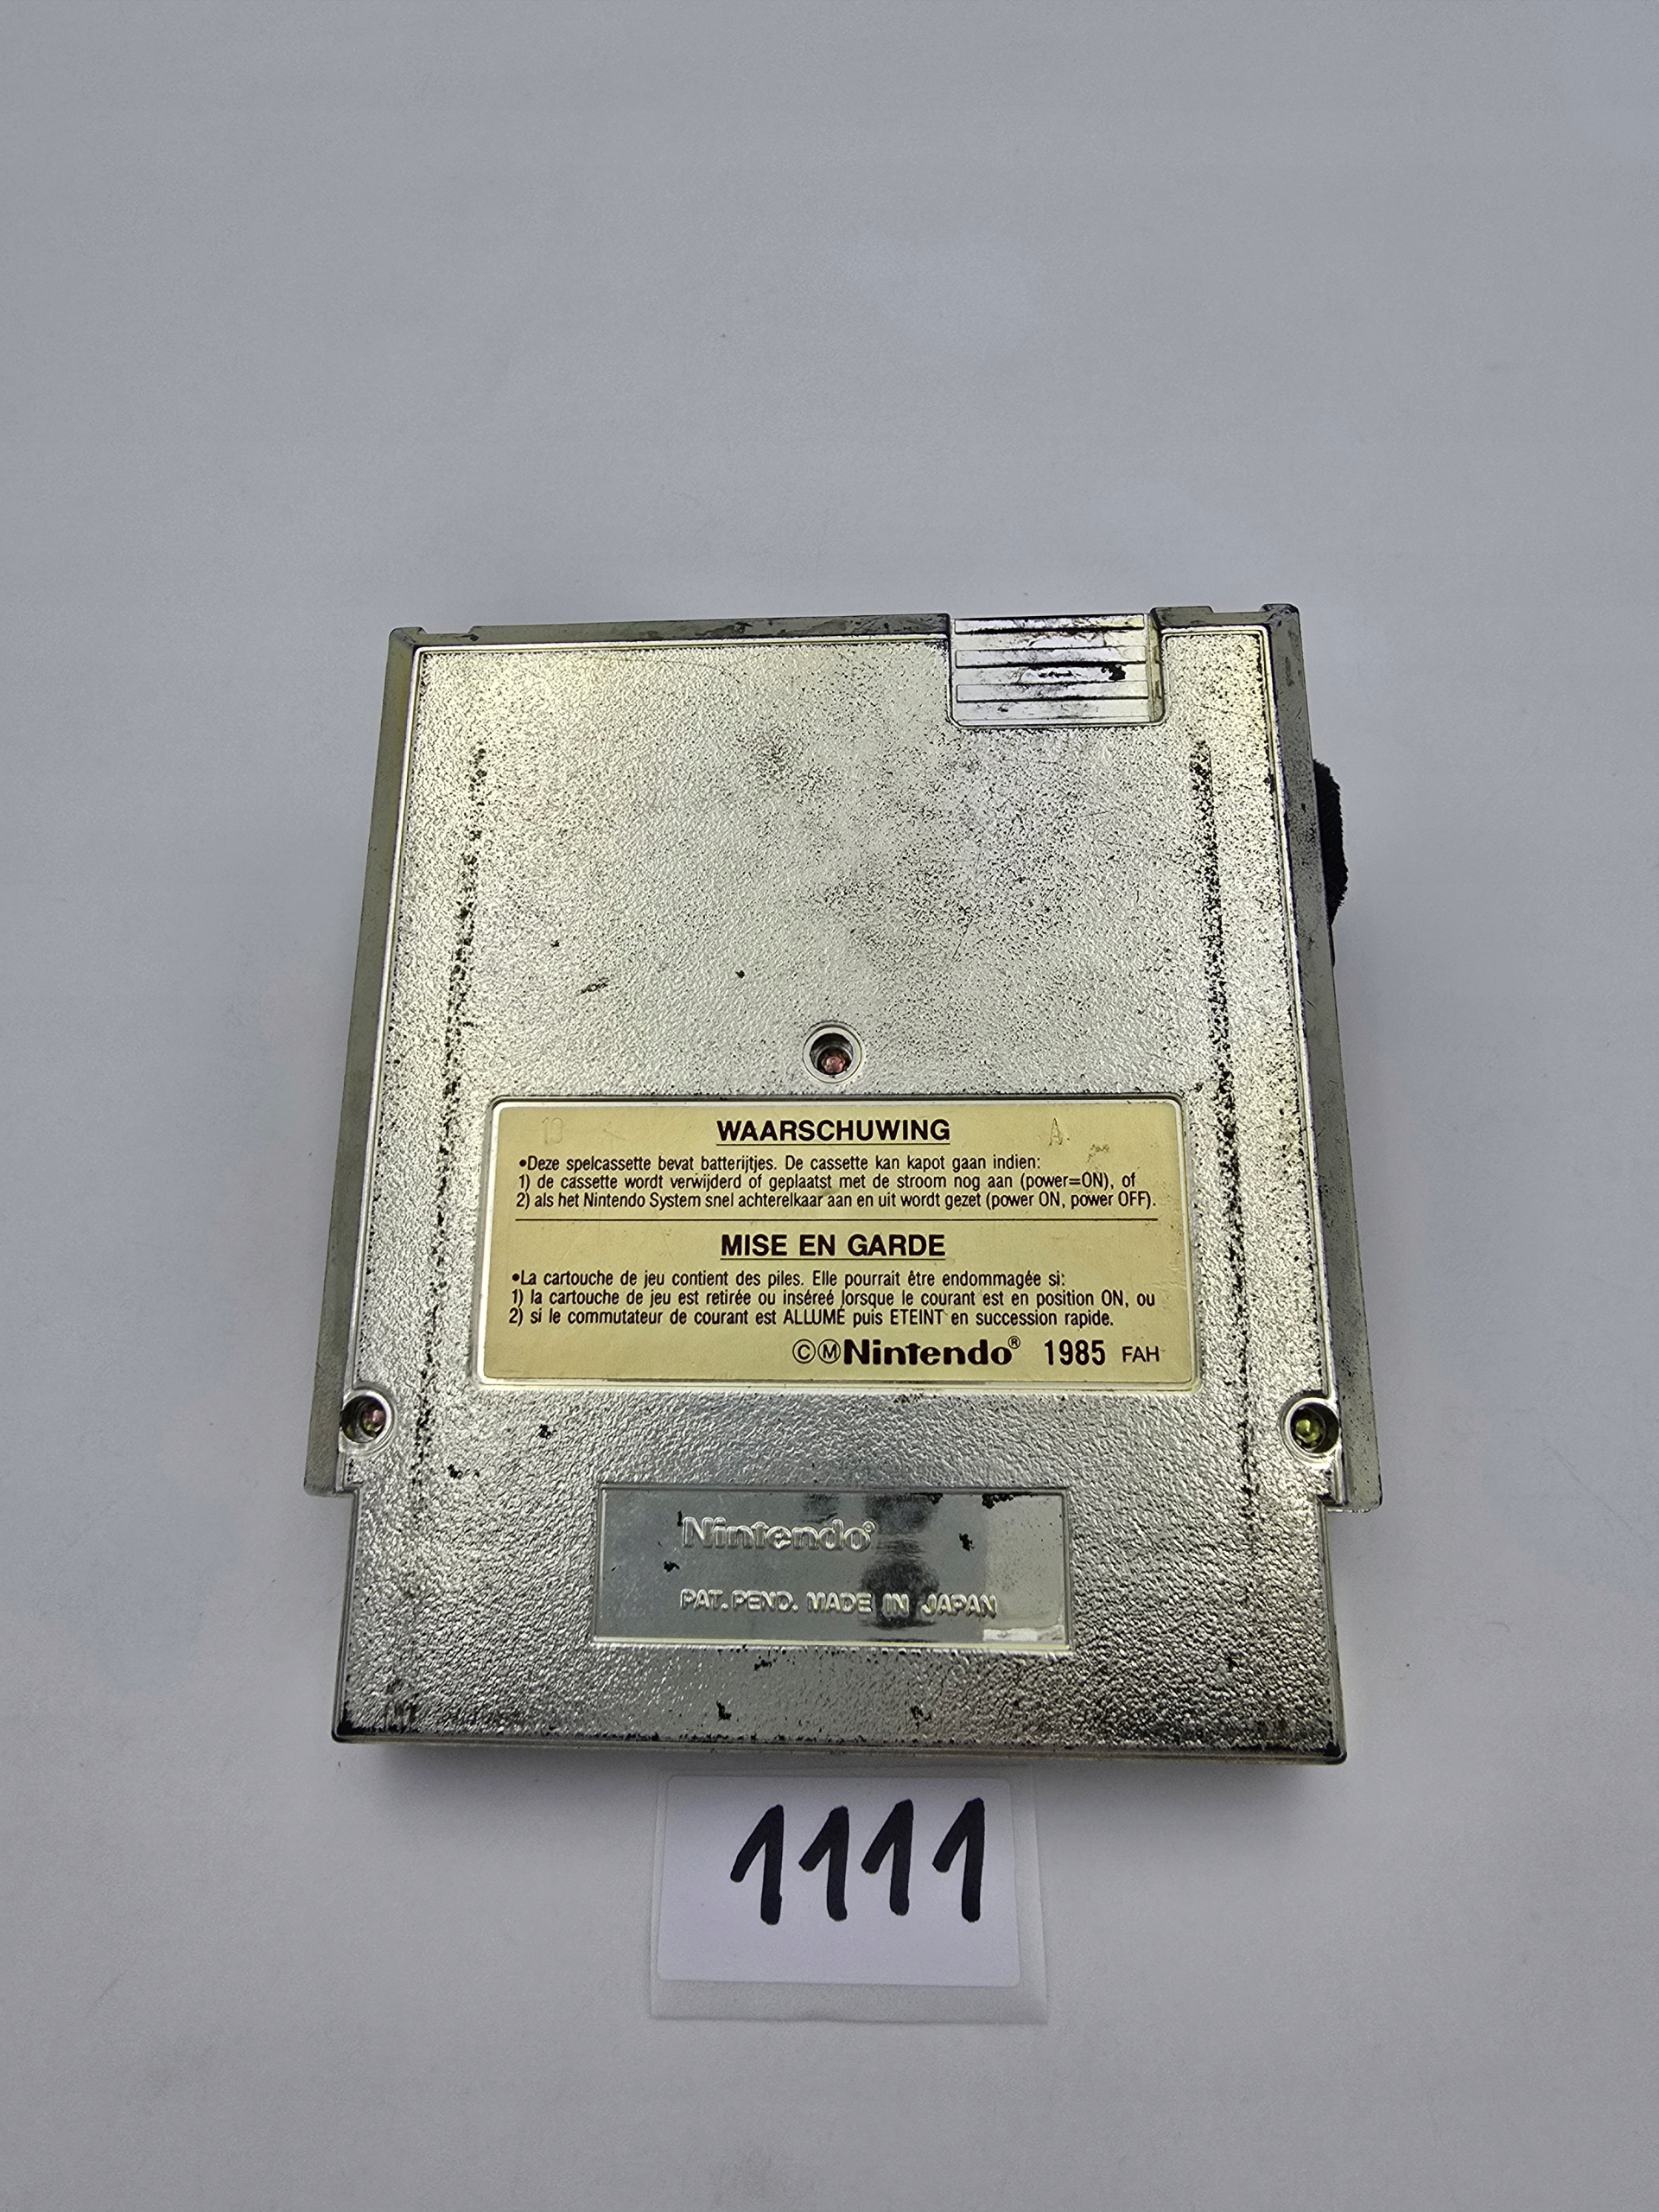 10 A
WAARSCHUWING
•Deze spelcassette bevat batterijtjes. De cassette kan kapot gaan indien:
1) de cassette wordt verwijderd of geplaatst met de stroom nog aan (power=ON), of
2) als het Nintendo System snel achterelkaar aan en uit wordt gezet (power ON, power OFF).
MISE EN GARDE
•La cartouche de jeu contient des piles. Elle pourrait être endommagée si:
1) la cartouche de jeu est retirée ou inséreé lorsque le courant est en position ON, ou
2) si le commutateur de courant est ALLUMÉ puis ETEINT en succession rapide.
©ⓂNintendo® 1985 FAH
Nintendo®
PAT. PEND. MADE IN JAPAN
1111